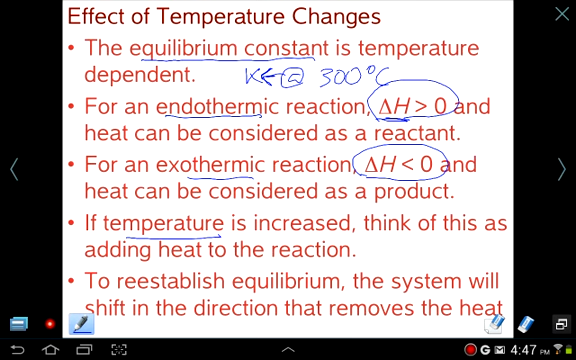 Effect of Temperature Changes
• The equilibrium constant is temperature
dependent. K← @ 300°C
• For an endothermic reaction, ΔH > 0 and
heat can be considered as a reactant.
• For an exothermic reaction, ΔH < 0 and
heat can be considered as a product.
• If temperature is increased, think of this as
adding heat to the reaction.
• To reestablish equilibrium, the system will
shift in the direction that removes the heat
G 4:47 PM